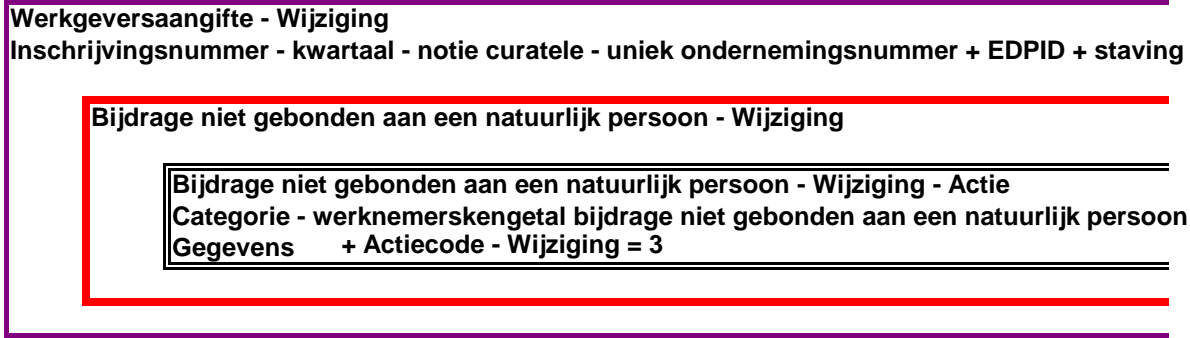 Werkgeversaangifte - Wijziging
Inschrijvingsnummer - kwartaal - notie curatele - uniek ondernemingsnummer + EDPID + staving
Bijdrage niet gebonden aan een natuurlijk persoon - Wijziging
Bijdrage niet gebonden aan een natuurlijk persoon - Wijziging - Actie
Categorie - werknemerskengetal bijdrage niet gebonden aan een natuurlijk persoon
Gegevens + Actiecode - Wijziging = 3